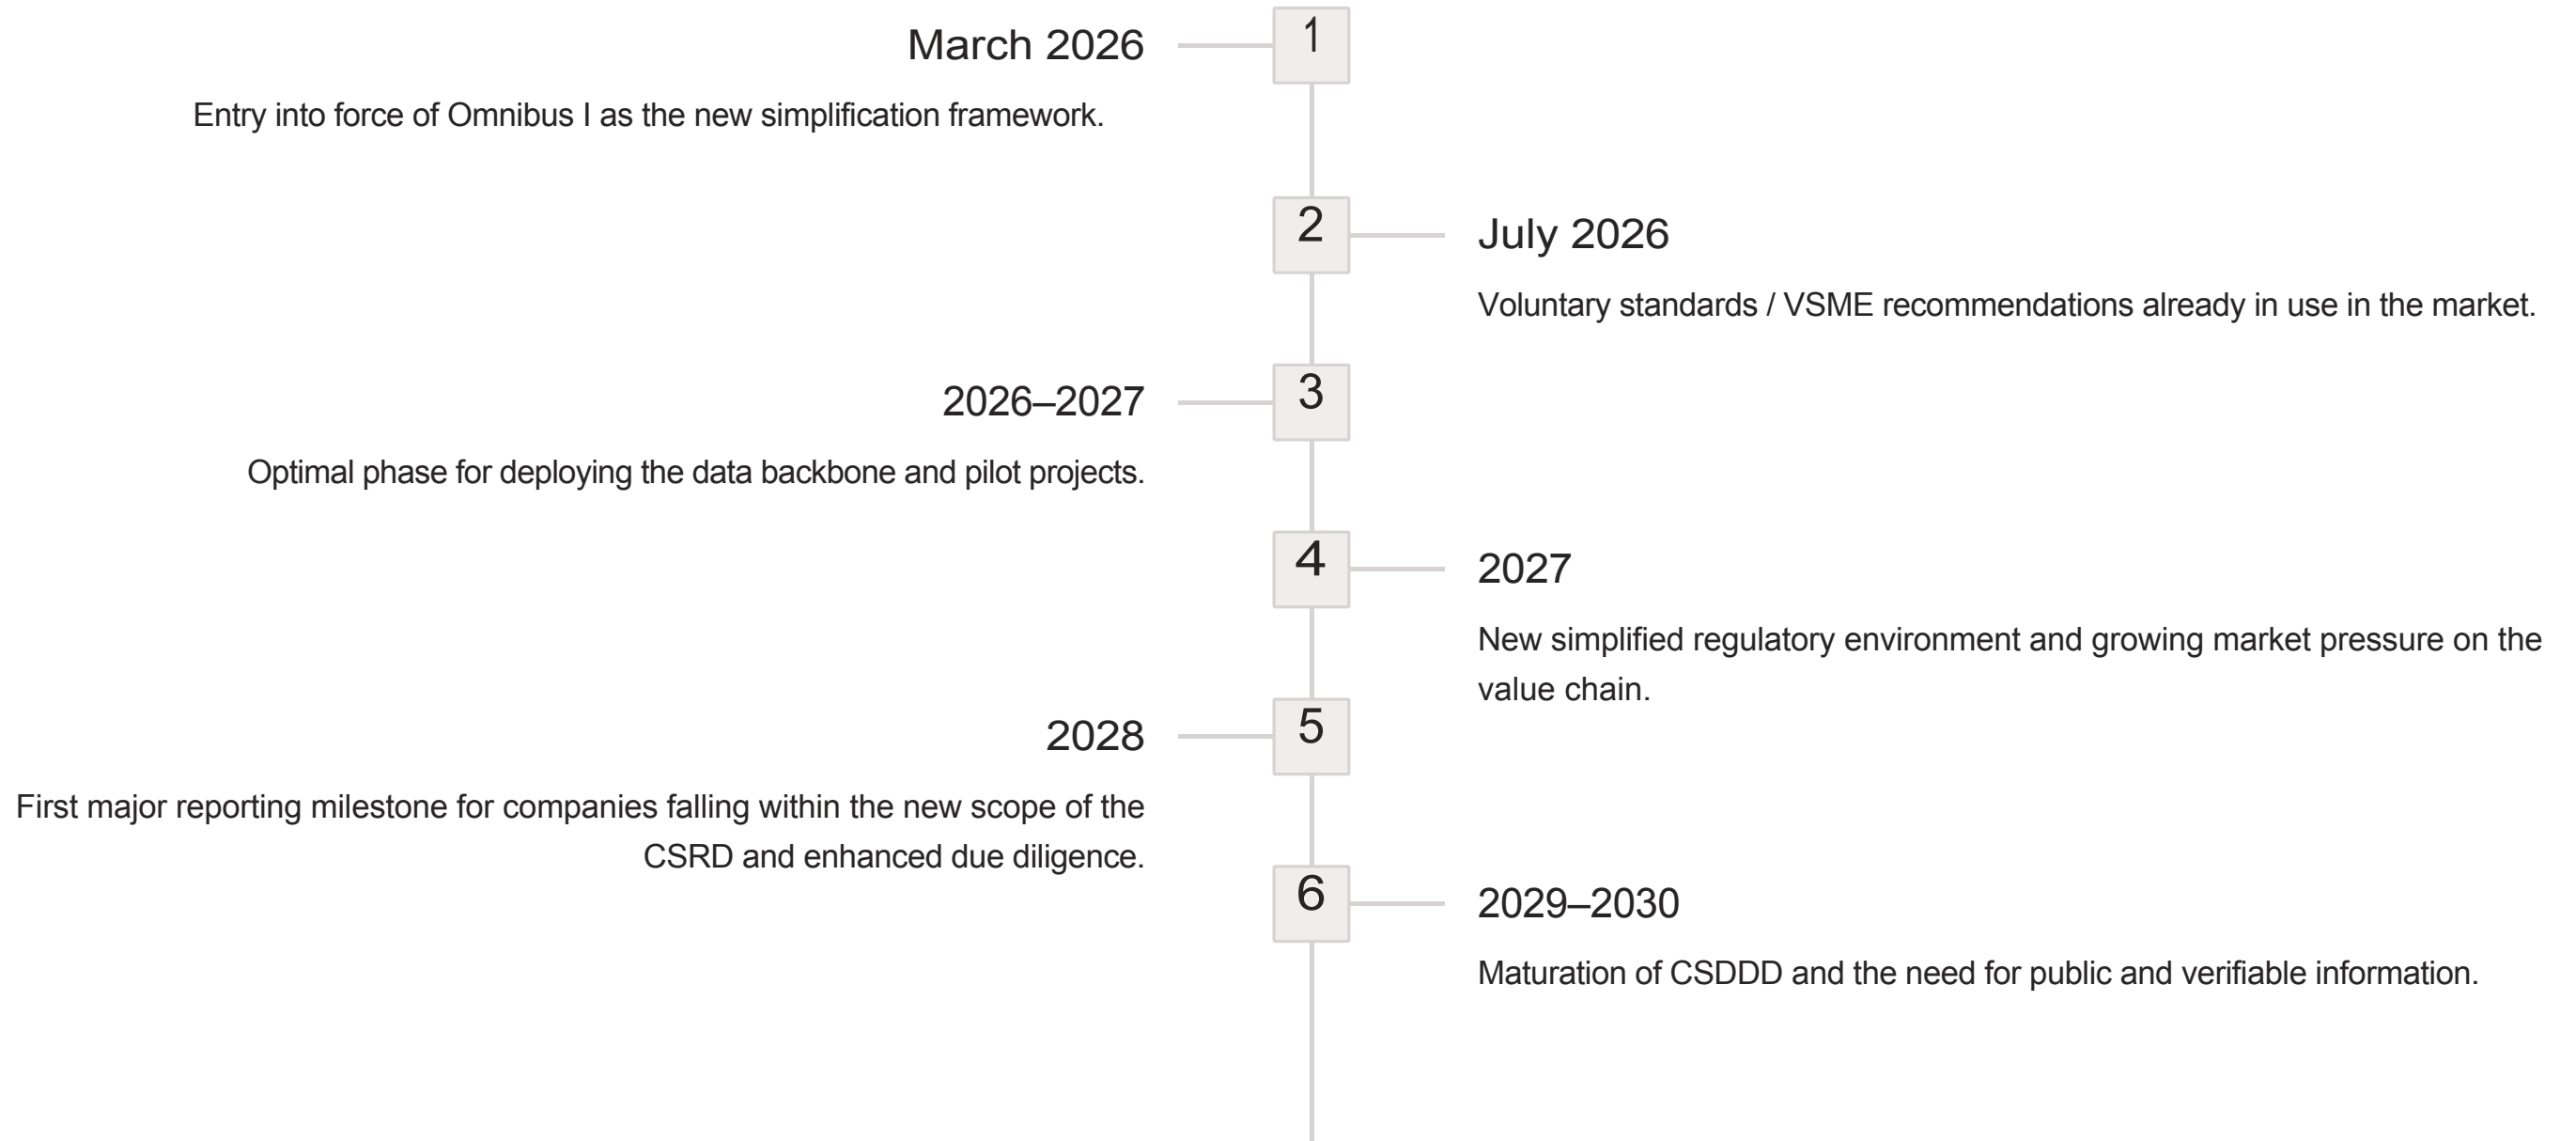 March 2026
1
Entry into force of Omnibus I as the new simplification framework.
2
July 2026
Voluntary standards / VSME recommendations already in use in the market.
2026–2027
3
Optimal phase for deploying the data backbone and pilot projects.
4
2027
New simplified regulatory environment and growing market pressure on the
value chain.
2028
5
First major reporting milestone for companies falling within the new scope of the
CSRD and enhanced due diligence.
6
2029–2030
Maturation of CSDDD and the need for public and verifiable information.